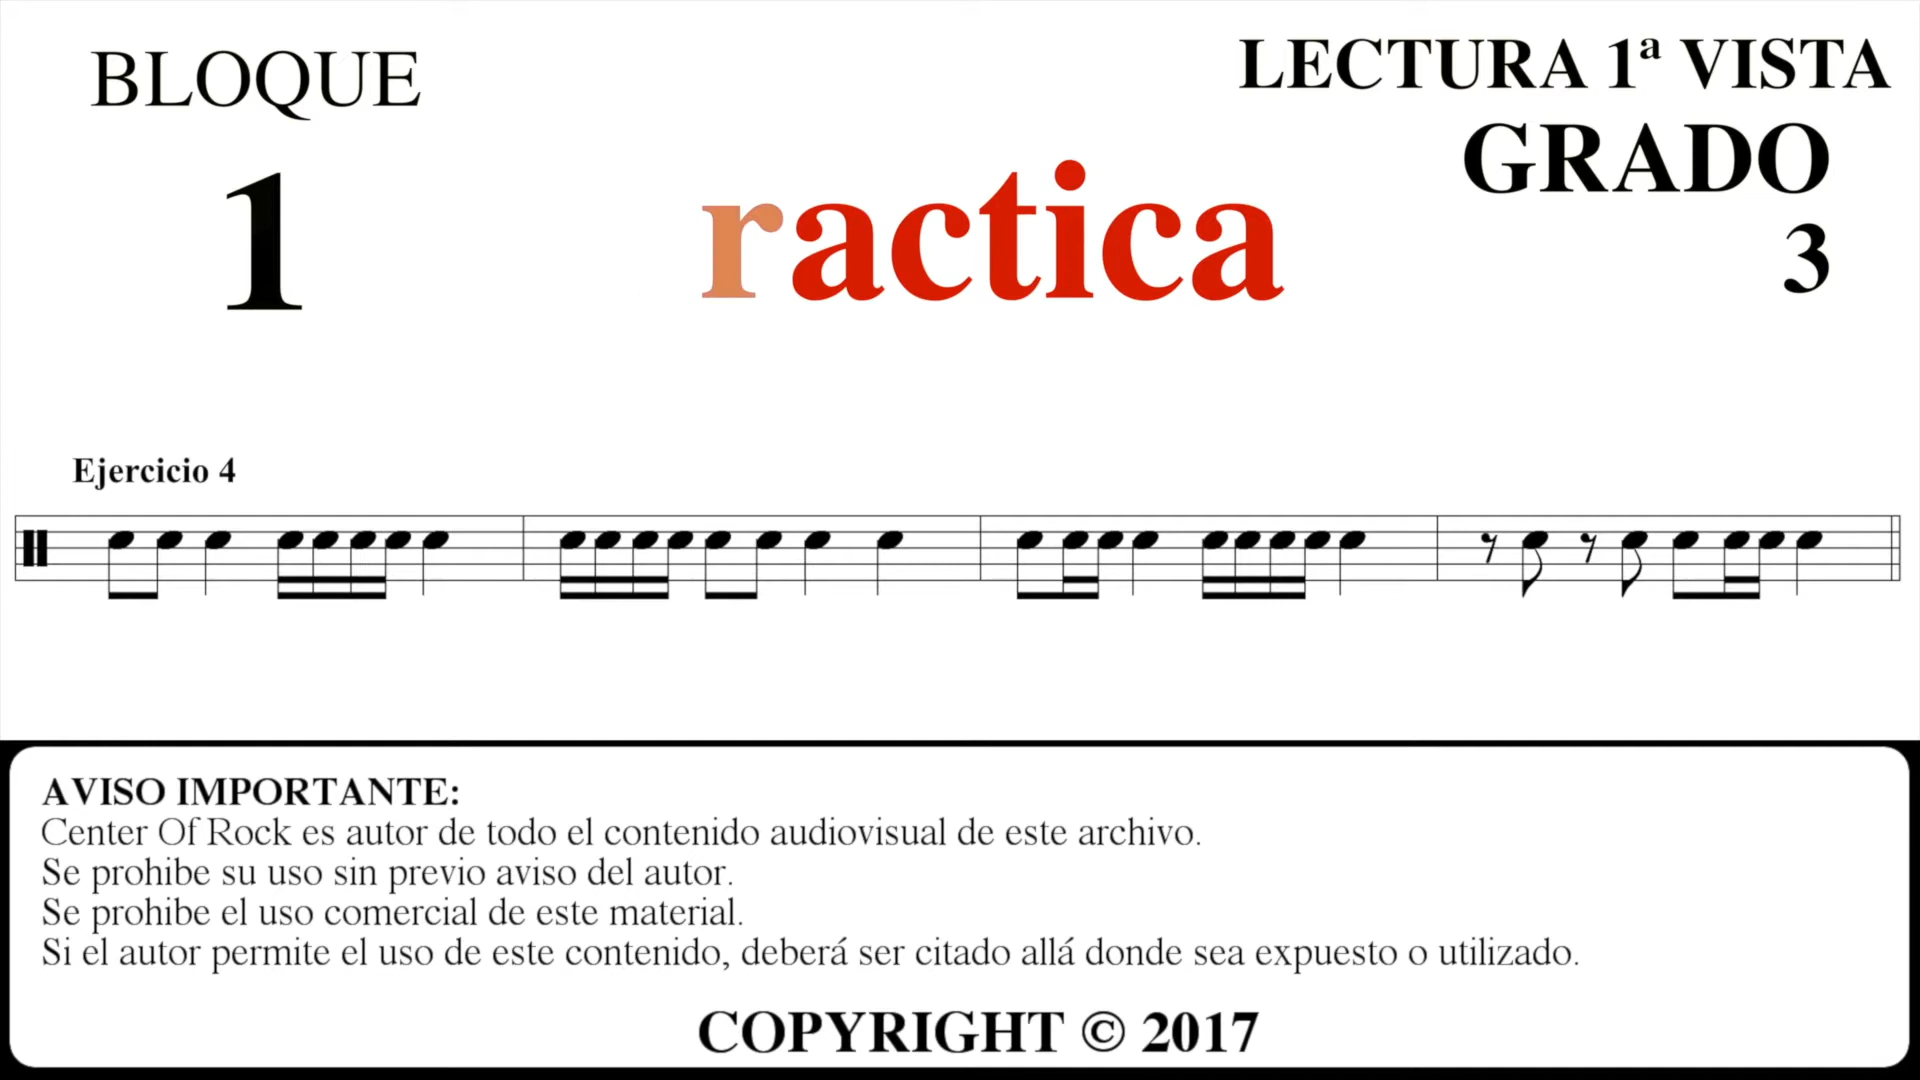 BLOQUE
1
LECTURA 1ª VISTA
GRADO
3
ractica
Ejercicio 4
AVISO IMPORTANTE:
Center Of Rock es autor de todo el contenido audiovisual de este archivo.
Se prohibe su uso sin previo aviso del autor.
Se prohibe el uso comercial de este material.
Si el autor permite el uso de este contenido, deberá ser citado allá donde sea expuesto o utilizado.
COPYRIGHT © 2017